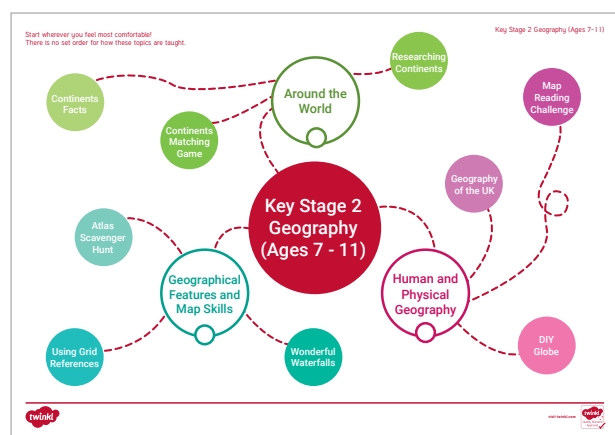 Start wherever you feel most comfortable!
There is no set order for how these topics are taught.
Key Stage 2 Geography (Ages 7-11)
Researching
Continents
Map
Reading
Challenge
Continents
Facts
Around the
World
Continents
Matching
Game
Geography
of the UK
Key Stage 2
Geography
(Ages 7 - 11)
Atlas
Scavenger
Hunt
Geographical
Features and
Map Skills
Human and
Physical
Geography
Using Grid
References
Wonderful
Waterfalls
DIY
Globe
twinkl
visit twinkl.com
twinkl